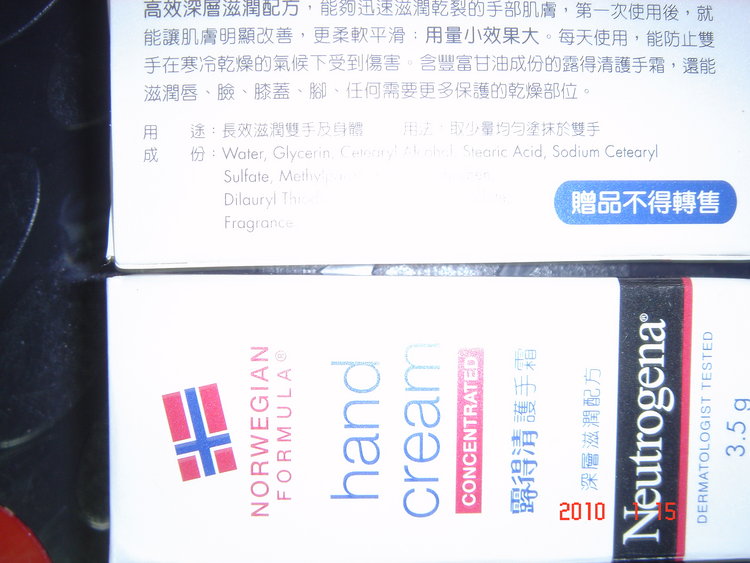 高效深層滋潤配方，能夠迅速滋潤乾裂的手部肌膚，第一次使用後，就
能讓肌膚明顯改善，更柔軟平滑；用量小效果大。每天使用，能防止雙
手在寒冷乾燥的氣候下受到傷害。含豐富甘油成份的露得清護手霜，還能
滋潤唇、臉、膝蓋、腳、任何需要更多保護的乾燥部位。
用 途：長效滋潤雙手及身體 用法：取少量均勻塗抹於雙手
成 份：Water, Glycerin, Cetearyl Alcohol, Stearic Acid, Sodium Cetearyl
Sulfate,
Dilauryl
Fragrance.
贈品不得轉售
NORWEGIAN
FORMULA®
hand
cream
CONCENTRATED
露得清 護手霜
深層滋潤配方
Neutrogena®
DERMATOLOGIST TESTED
3.5g
2010 1 15